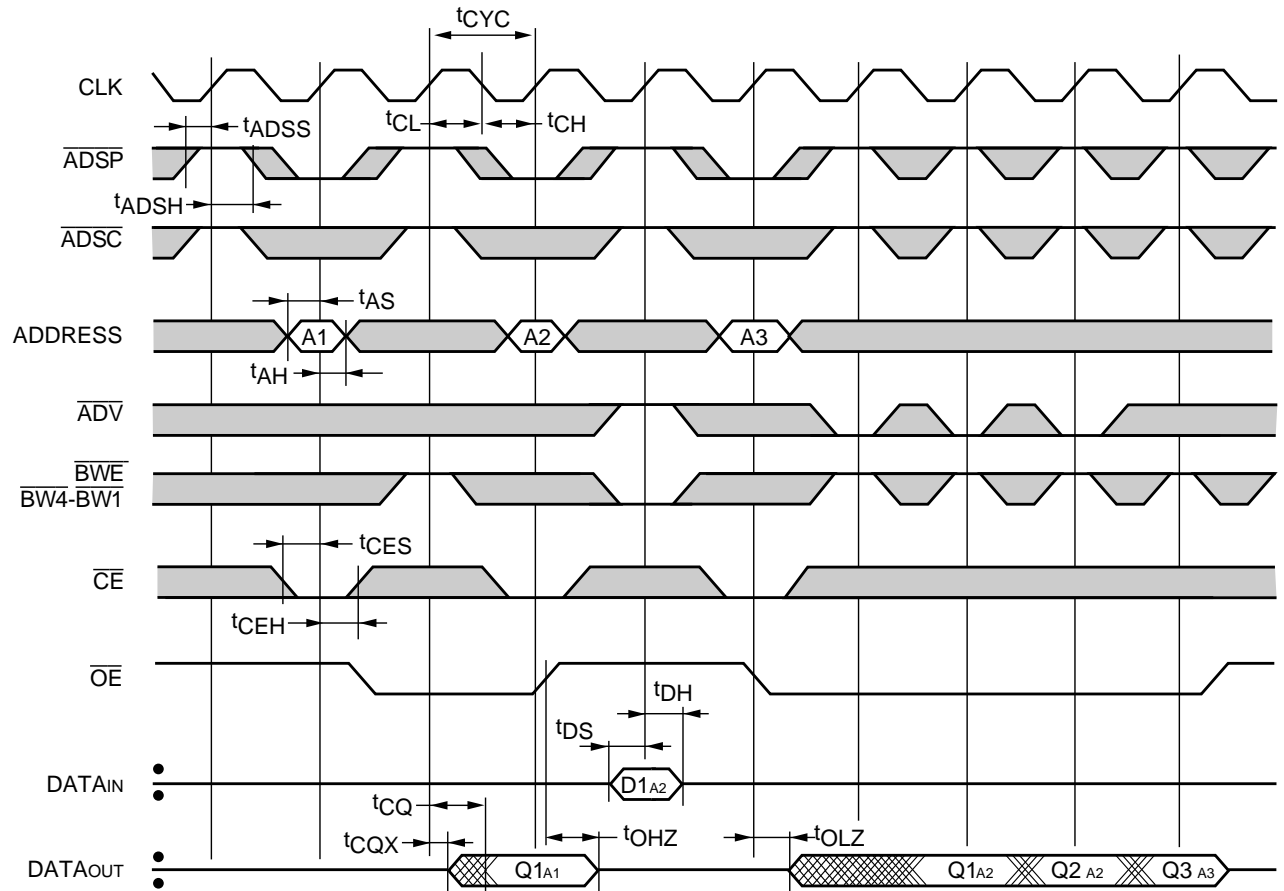 tCYC
CLK
tADSS
tCL
tCH
ADSP
tADSH
ADSC
tAS
ADDRESS
A1
A2
A3
tAH
ADV
BWE
BW4-BW1
tCES
CE
tCEH
OE
tDH
tDS
DATAIN
D1A2
tCQ
tCQX
tOHZ
tOLZ
DATAOUT
Q1A1
Q1A2
Q2 A2
Q3 A3